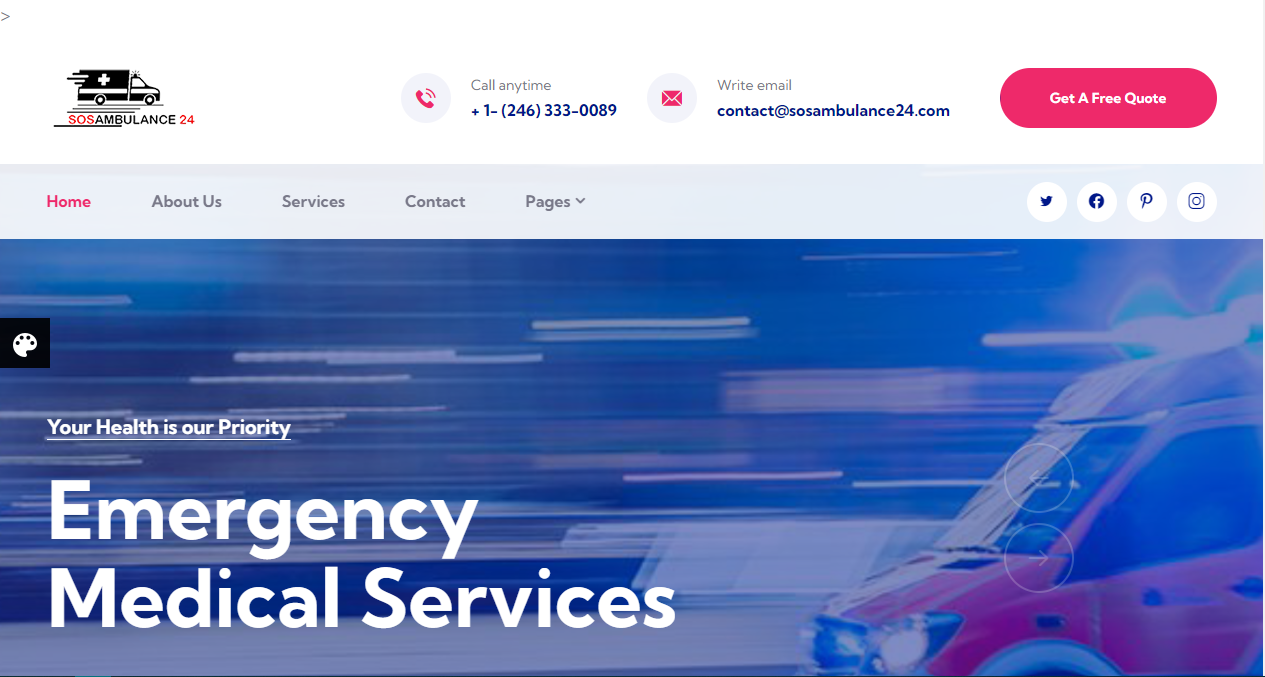 >
SOSAMBULANCE 24
Call anytime
+ 1- (246) 333-0089
Write email
contact@sosambulance24.com
Get A Free Quote
Home
About Us
Services
Contact
Pages
Your Health is our Priority
Emergency
Medical Services